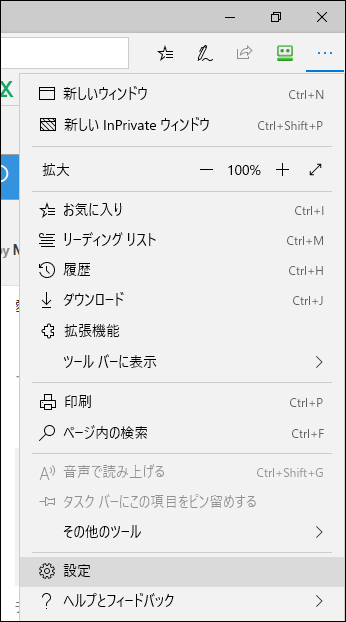 新しいウィンドウ Ctrl+N
新しい InPrivate ウィンドウ Ctrl+Shift+P
拡大 100%
お気に入り Ctrl+I
リーディング リスト Ctrl+M
by
履歴 Ctrl+H
ダウンロード Ctrl+J
拡張機能
ツール バーに表示
印刷 Ctrl+P
ページ内の検索 Ctrl+F
音声で読み上げる Ctrl+Shift+G
タスク バーにこの項目をピン留めする
その他のツール
設定
ヘルプとフィードバック